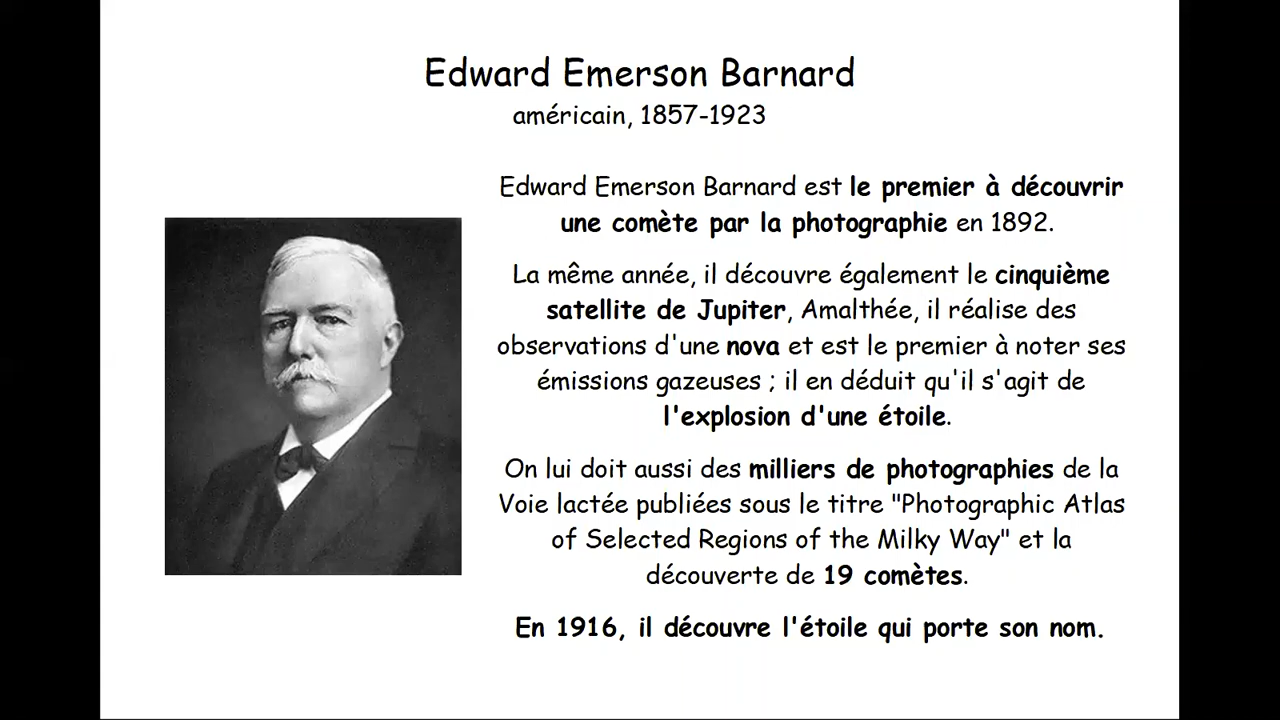 Edward Emerson Barnard
américain, 1857-1923
Edward Emerson Barnard est le premier à découvrir
une comète par la photographie en 1892.
La même année, il découvre également le cinquième
satellite de Jupiter, Amalthée, il réalise des
observations d'une nova et est le premier à noter ses
émissions gazeuses ; il en déduit qu'il s'agit de
l'explosion d'une étoile.
On lui doit aussi des milliers de photographies de la
Voie lactée publiées sous le titre "Photographic Atlas
of Selected Regions of the Milky Way" et la
découverte de 19 comètes.
En 1916, il découvre l'étoile qui porte son nom.